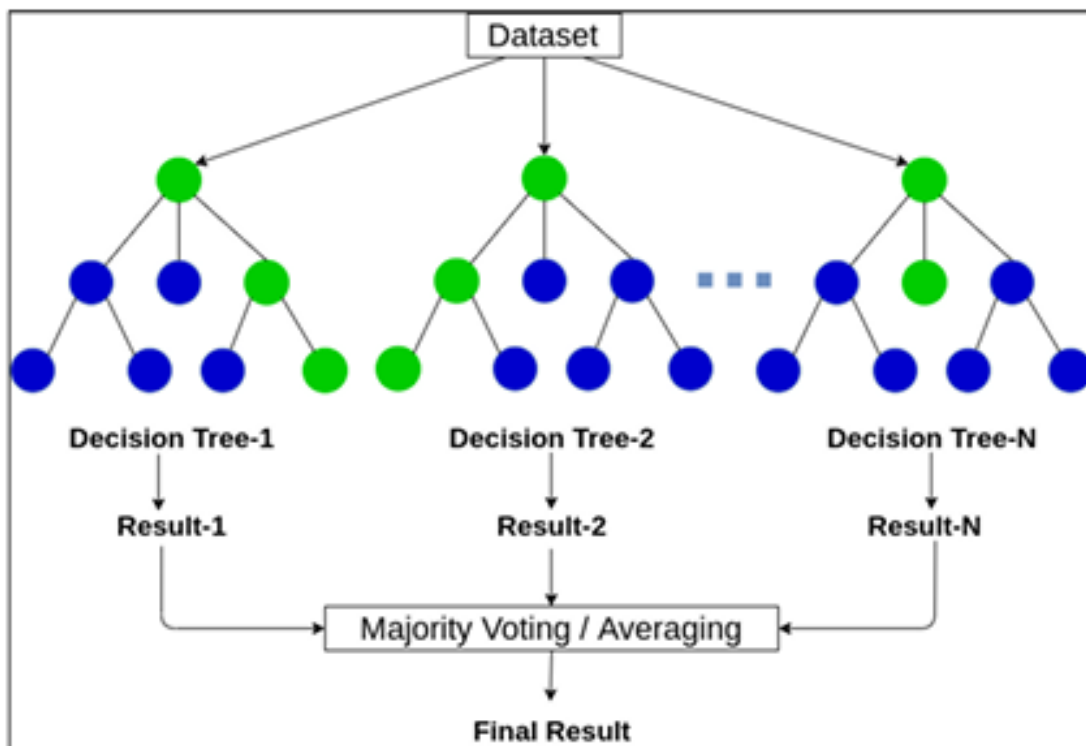 Dataset
Decision Tree-1
Decision Tree-2
Decision Tree-N
Result-1
Result-2
Result-N
Majority Voting / Averaging
Final Result